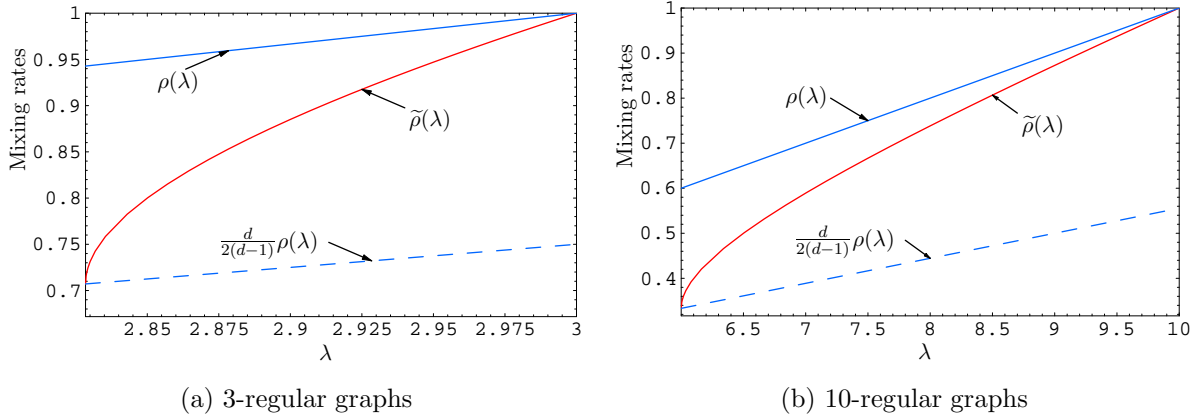 1
0.95
0.9
0.85
0.8
0.75
0.7
Mixing rates
ρ(λ)
ρ̃(λ)
d/2(d−1) ρ(λ)
2.85 2.875 2.9 2.925 2.95 2.975 3
λ
(a) 3-regular graphs
1
0.9
0.8
0.7
0.6
0.5
0.4
Mixing rates
ρ(λ)
ρ̃(λ)
d/2(d−1) ρ(λ)
6.5 7 7.5 8 8.5 9 9.5 10
λ
(b) 10-regular graphs